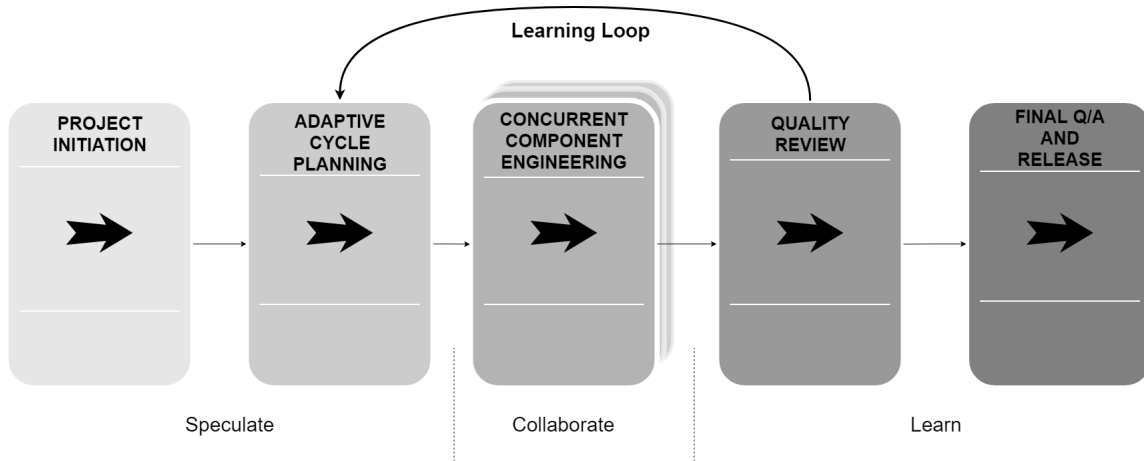 Learning Loop
PROJECT
INITIATION
ADAPTIVE
CYCLE
PLANNING
CONCURRENT
COMPONENT
ENGINEERING
QUALITY
REVIEW
FINAL Q/A
AND
RELEASE
Speculate
Collaborate
Learn